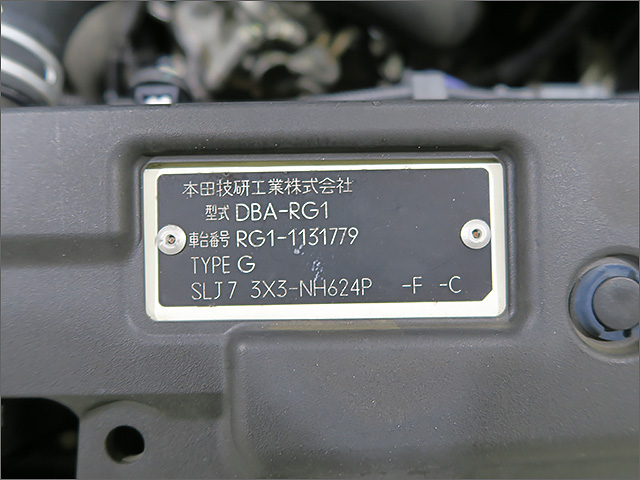 本田技研工業株式会社
型式 DBA-RG1
車台番号 RG1-1131779
TYPE G
SLJ7 3X3-NH624P -F -C